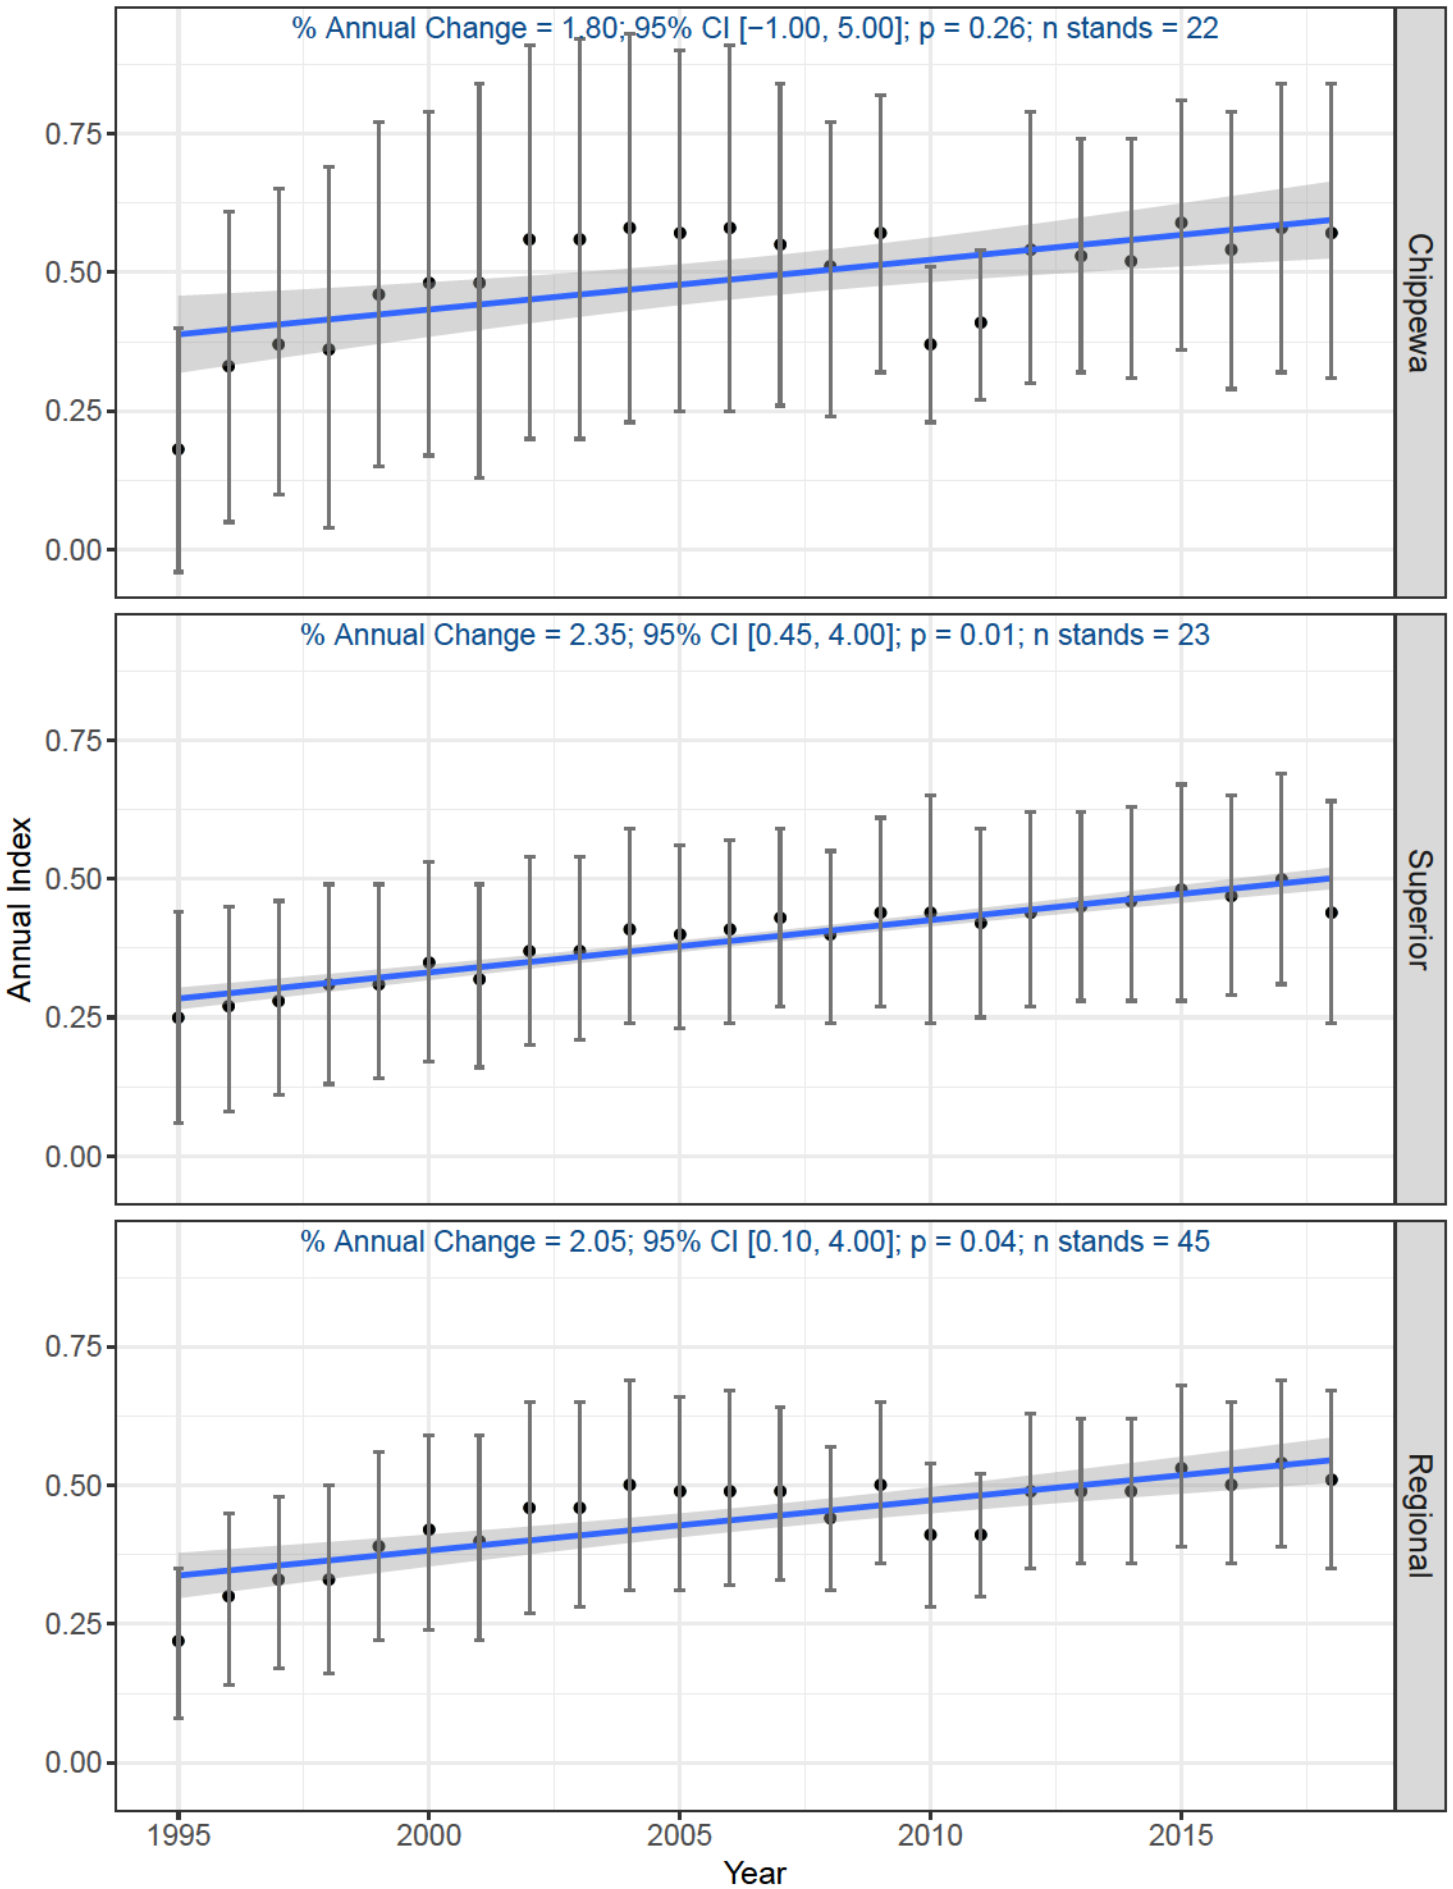 % Annual Change = 1.80; 95% CI [−1.00, 5.00]; p = 0.26; n stands = 22
0.75
0.50
0.25
0.00
Chippewa
% Annual Change = 2.35; 95% CI [0.45, 4.00]; p = 0.01; n stands = 23
0.75
0.50
0.25
0.00
Superior
Annual Index
% Annual Change = 2.05; 95% CI [0.10, 4.00]; p = 0.04; n stands = 45
0.75
0.50
0.25
0.00
Regional
1995 2000 2005 2010 2015
Year